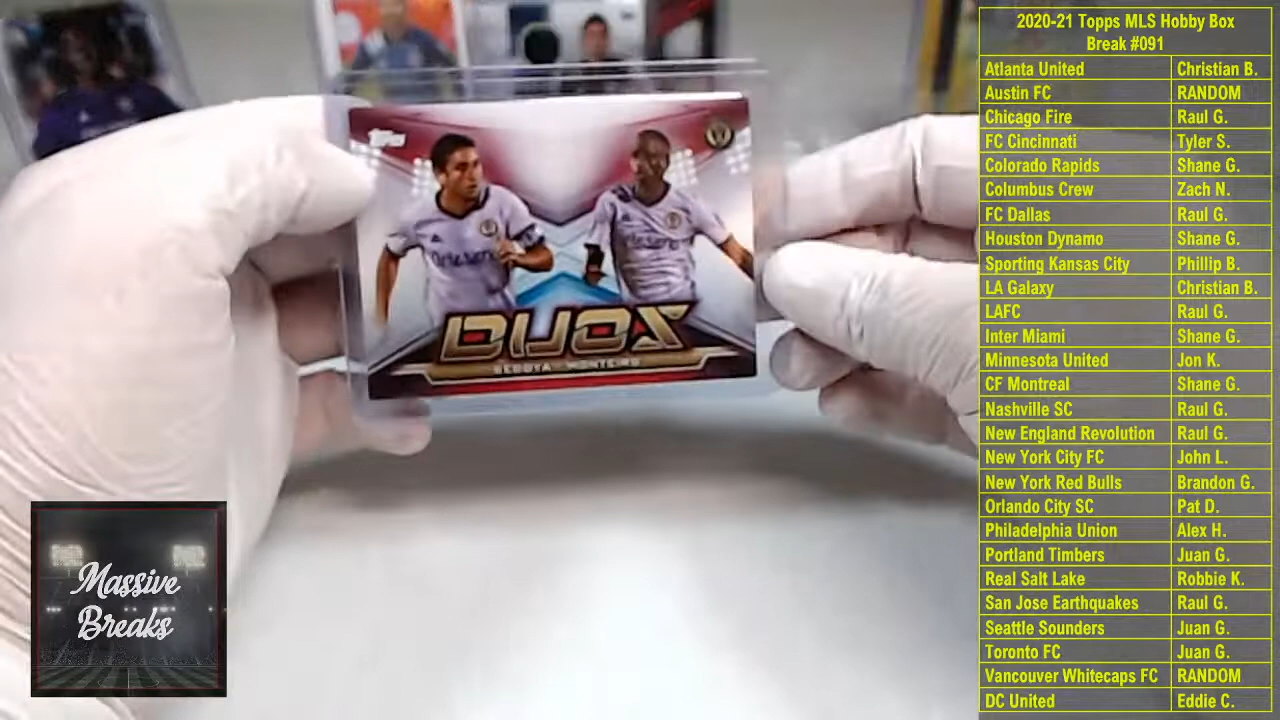 Topps
DUOS
BEDOYA MONTEIRO
Massive
Breaks
2020-21 Topps MLS Hobby Box
Break #091
Atlanta United Christian B.
Austin FC RANDOM
Chicago Fire Raul G.
FC Cincinnati Tyler S.
Colorado Rapids Shane G.
Columbus Crew Zach N.
FC Dallas Raul G.
Houston Dynamo Shane G.
Sporting Kansas City Phillip B.
LA Galaxy Christian B.
LAFC Raul G.
Inter Miami Shane G.
Minnesota United Jon K.
CF Montreal Shane G.
Nashville SC Raul G.
New England Revolution Raul G.
New York City FC John L.
New York Red Bulls Brandon G.
Orlando City SC Pat D.
Philadelphia Union Alex H.
Portland Timbers Juan G.
Real Salt Lake Robbie K.
San Jose Earthquakes Raul G.
Seattle Sounders Juan G.
Toronto FC Juan G.
Vancouver Whitecaps FC RANDOM
DC United Eddie C.